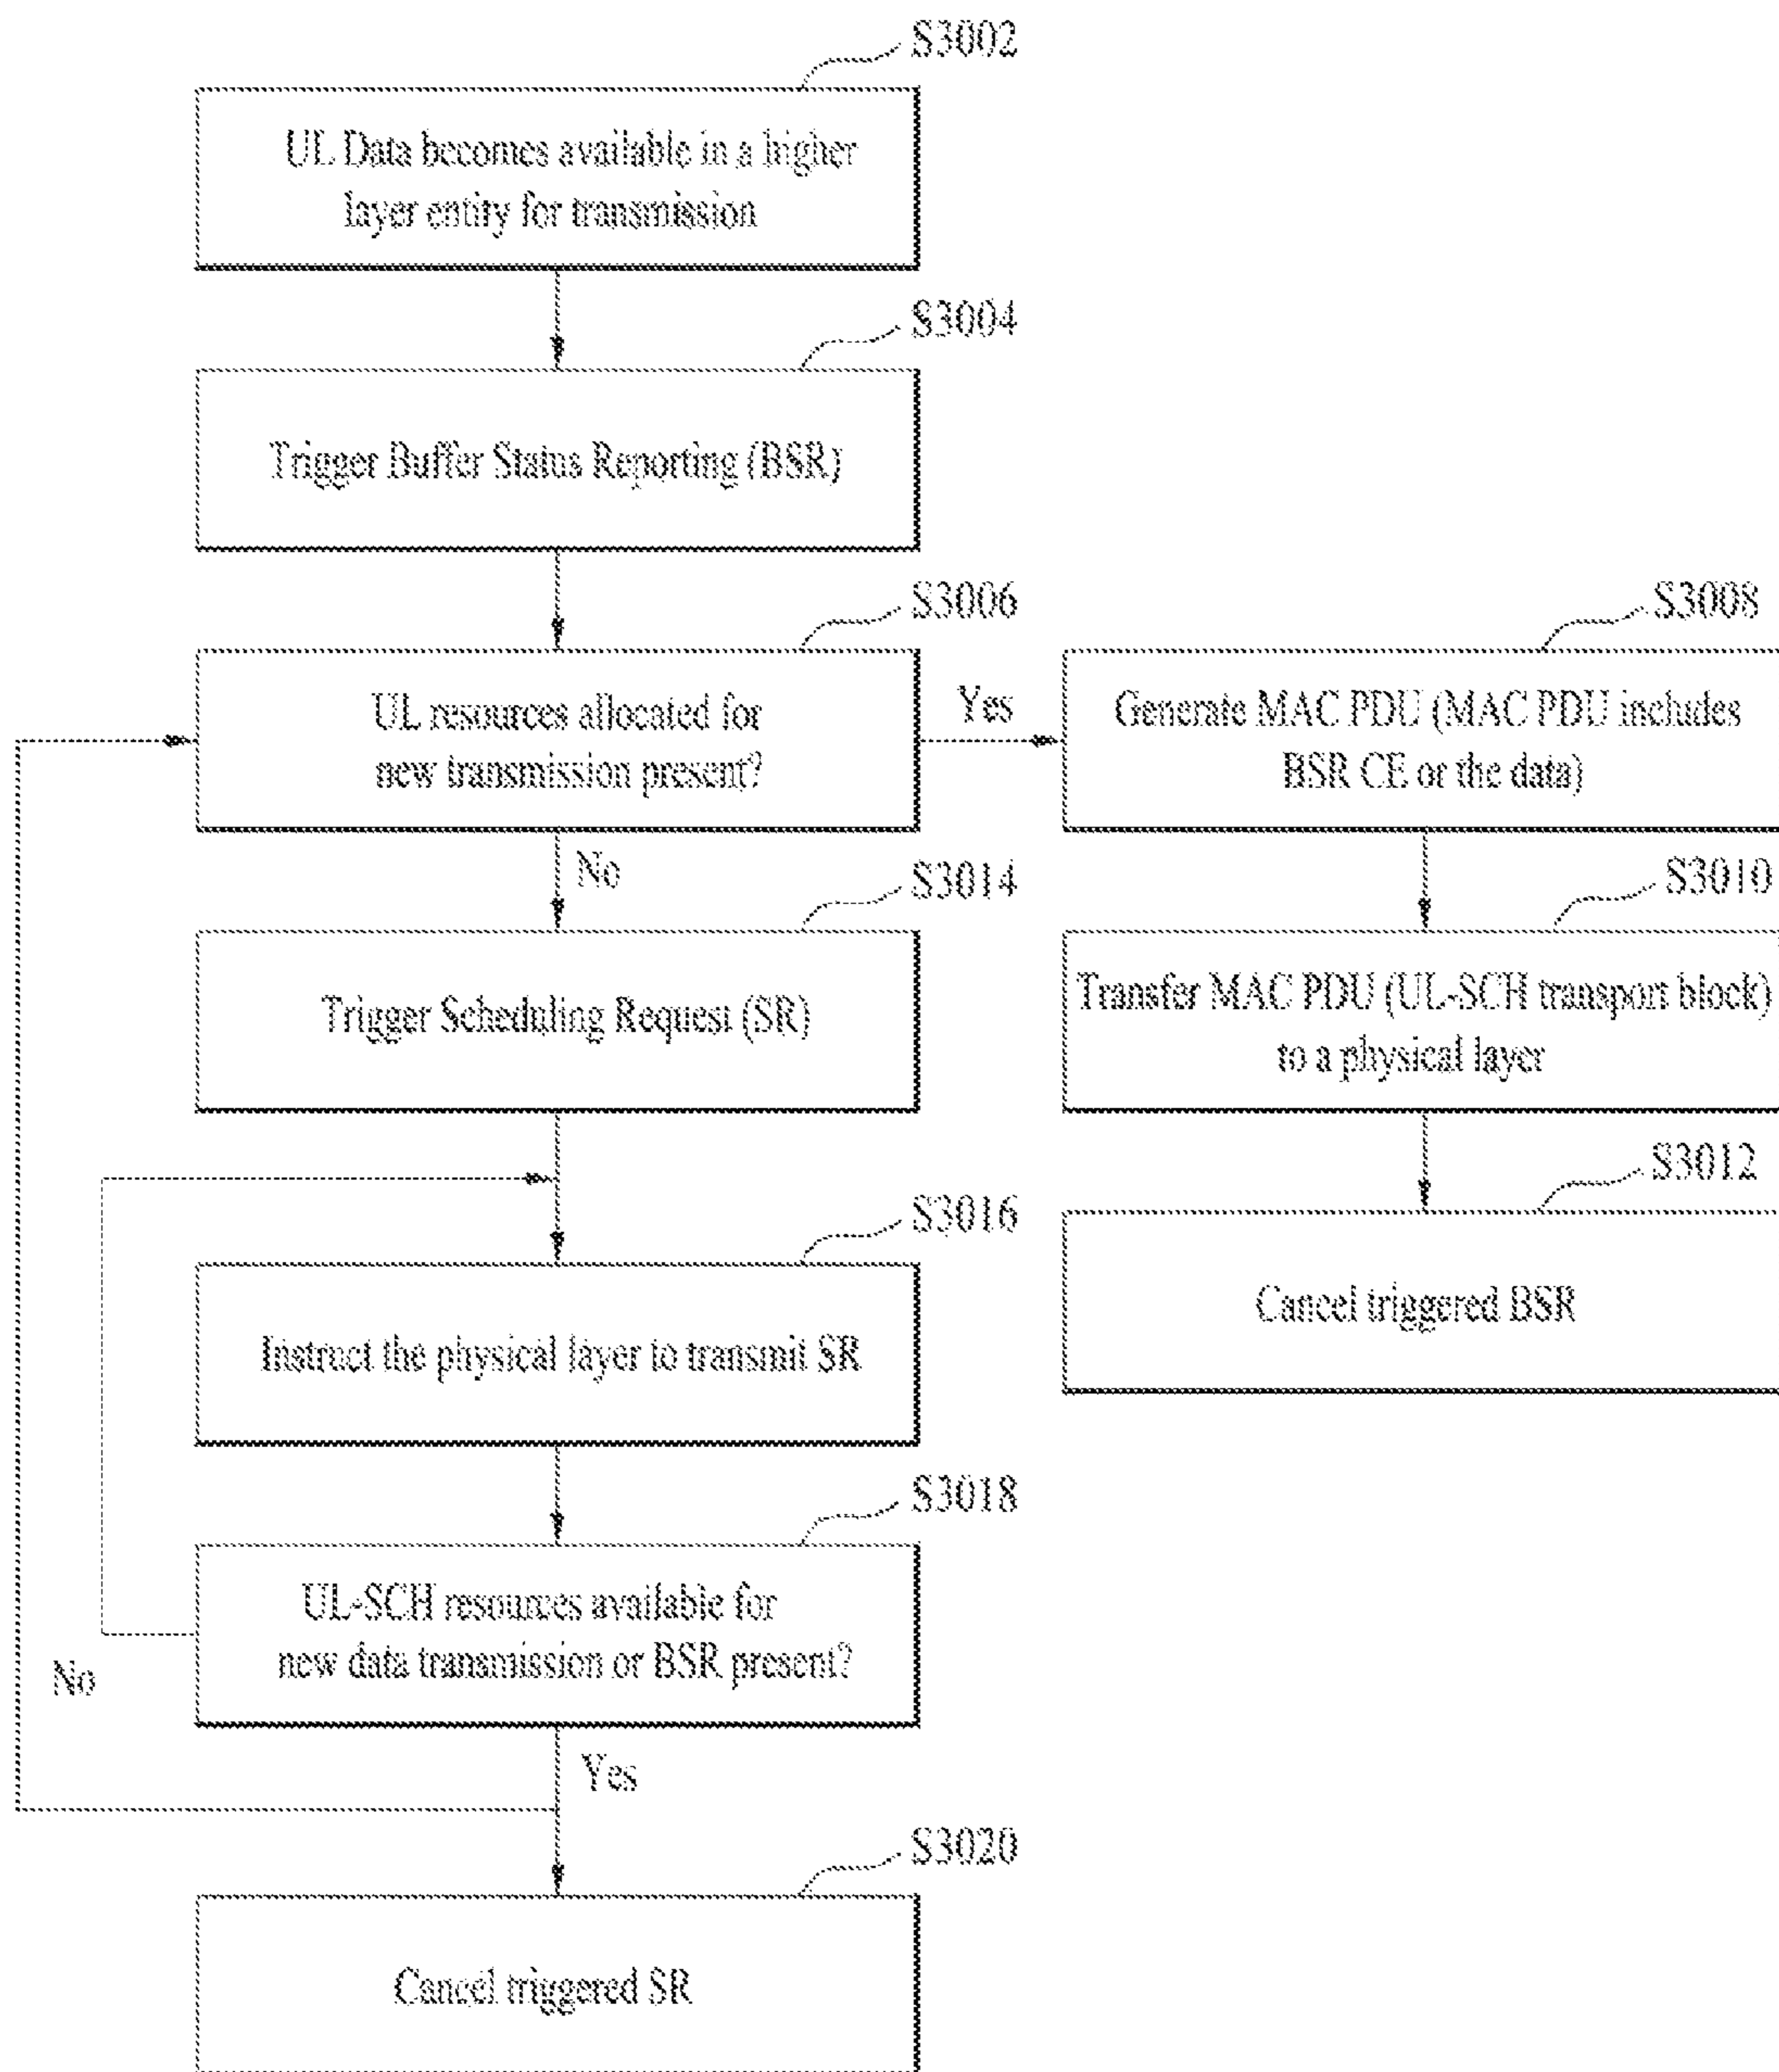 S3002
UL Data becomes available in a higher
layer entity for transmission
S3004
Trigger Buffer Status Reporting (BSR)
S3006
UL resources allocated for
new transmission present?
Yes
S3008
Generate MAC PDU (MAC PDU includes
BSR CE or the data)
No
S3014
Trigger Scheduling Request (SR)
S3010
Transfer MAC PDU (UL-SCH transport block)
to a physical layer
S3012
Cancel triggered BSR
S3016
Instruct the physical layer to transmit SR
S3018
UL-SCH resources available for
new data transmission or BSR present?
No
Yes
S3020
Cancel triggered SR